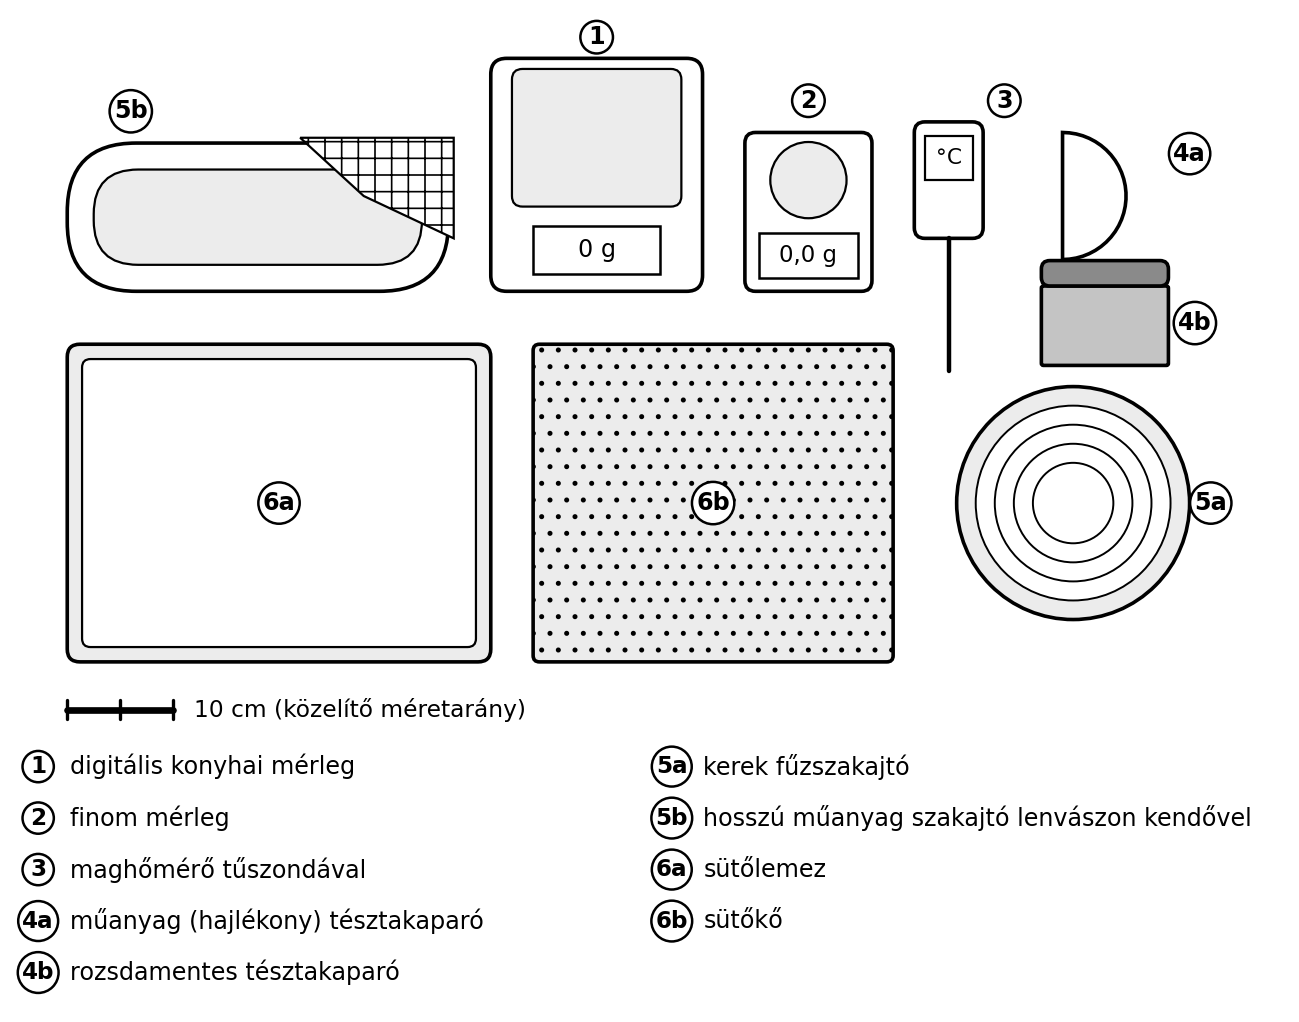 1
5b
2
3
4a
°C
0 g
0,0 g
4b
6a
6b
5a
10 cm (közelítő méretarány)
1 digitális konyhai mérleg
2 finom mérleg
3 maghőmérő tűszondával
4a műanyag (hajlékony) tésztakaparó
4b rozsdamentes tésztakaparó
5a kerek fűzszakajtó
5b hosszú műanyag szakajtó lenvászon kendővel
6a sütőlemez
6b sütőkő